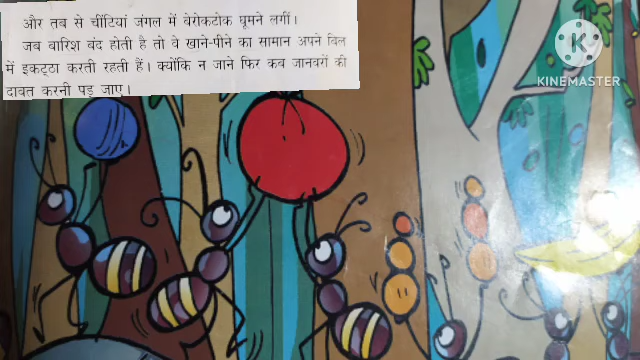 और तब से चींटियां जंगल में बेरोकटोक घूमने लगीं।
जब बारिश बंद होती है तो वे खाने-पीने का सामान अपने बिल
में इकट्ठा करती रहती हैं। क्योंकि न जाने फिर कब जानवरों की
दावत करनी पड़ जाए।
KINEMASTER